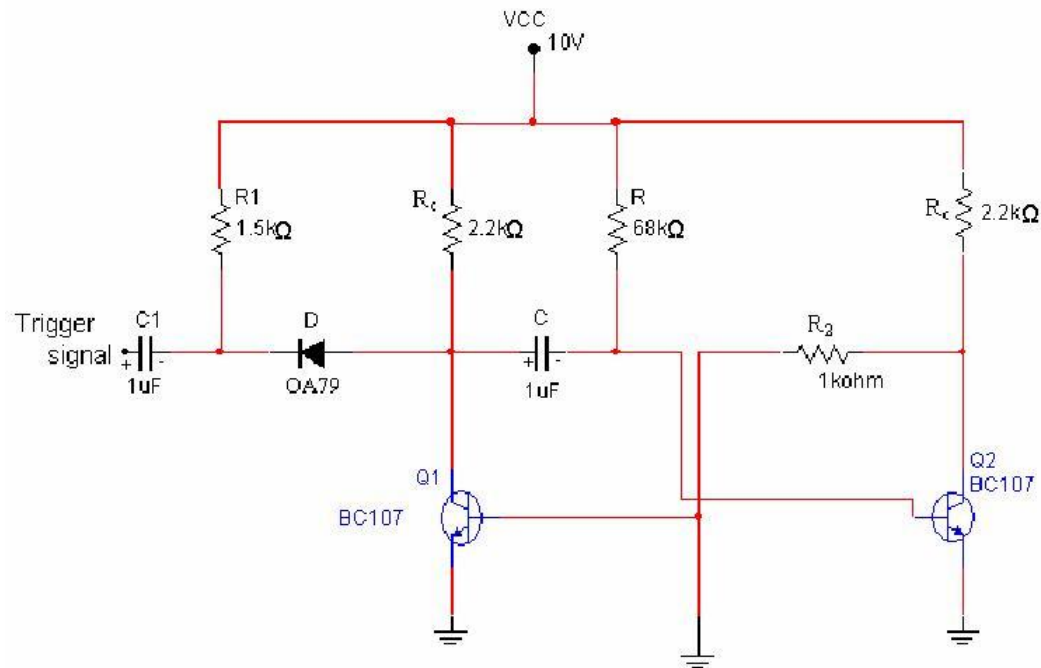 VCC
10V
R1
1.5kΩ
Rc
2.2kΩ
R
68kΩ
Rc
2.2kΩ
Trigger
signal
C1
+
-
1uF
D
OA79
C
+
-
1uF
R2
1kohm
Q1
BC107
Q2
BC107